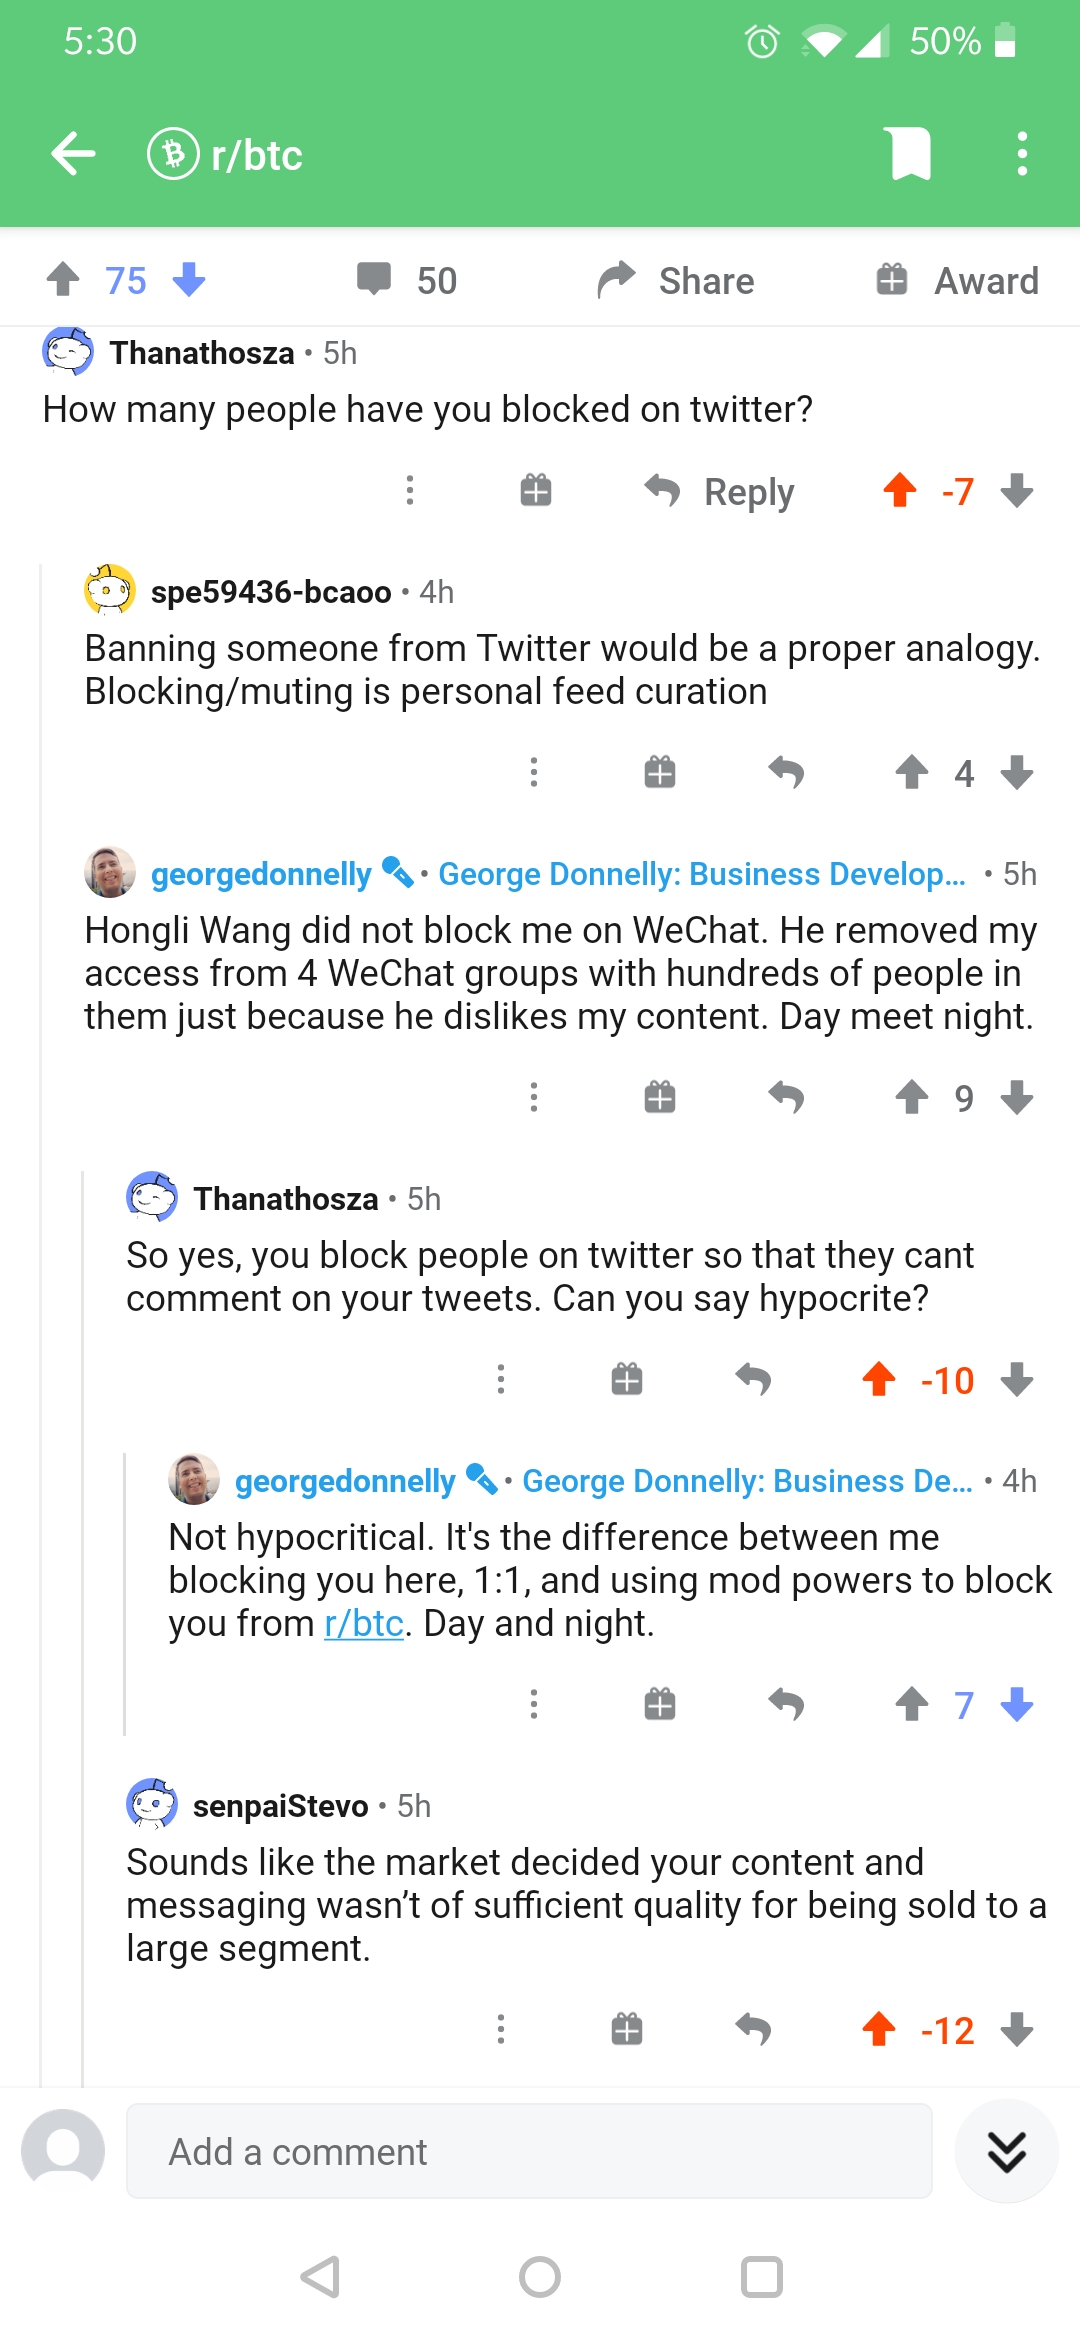 5:30
50%
r/btc
75
50
Share
Award
Thanathosza • 5h
How many people have you blocked on twitter?
Reply
-7
spe59436-bcaoo • 4h
Banning someone from Twitter would be a proper analogy.
Blocking/muting is personal feed curation
4
georgedonnelly • George Donnelly: Business Develop... • 5h
Hongli Wang did not block me on WeChat. He removed my
access from 4 WeChat groups with hundreds of people in
them just because he dislikes my content. Day meet night.
9
Thanathosza • 5h
So yes, you block people on twitter so that they cant
comment on your tweets. Can you say hypocrite?
-10
georgedonnelly • George Donnelly: Business De... • 4h
Not hypocritical. It's the difference between me
blocking you here, 1:1, and using mod powers to block
you from r/btc. Day and night.
7
senpaiStevo • 5h
Sounds like the market decided your content and
messaging wasn’t of sufficient quality for being sold to a
large segment.
-12
Add a comment